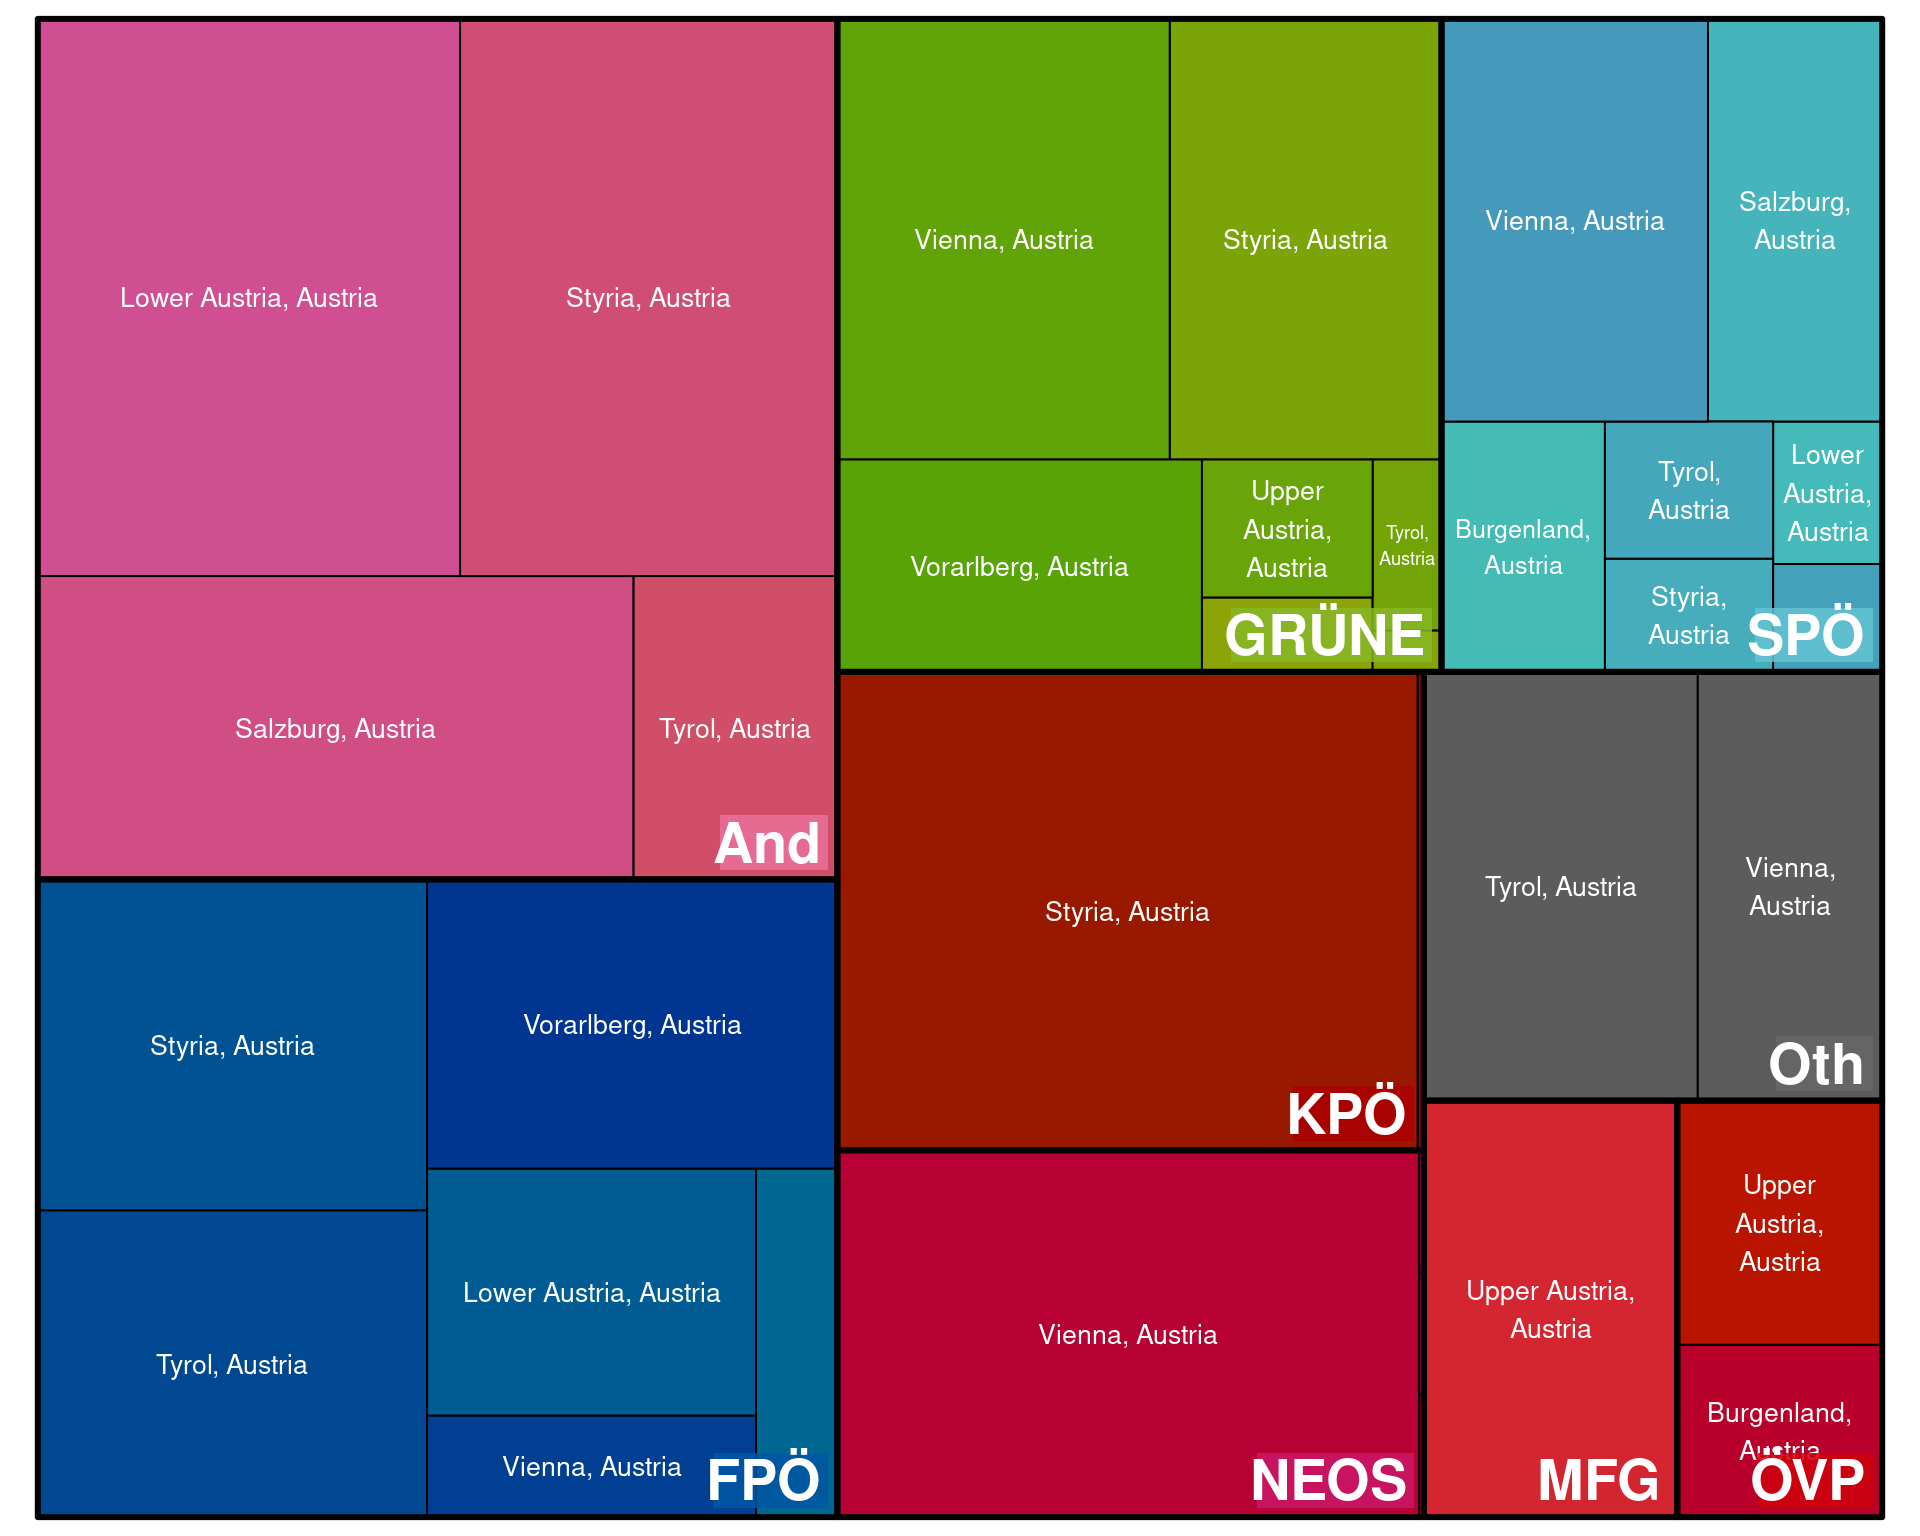 Lower Austria, Austria
Styria, Austria
Salzburg, Austria
Tyrol, Austria
And
Styria, Austria
Vorarlberg, Austria
Tyrol, Austria
Lower Austria, Austria
Vienna, Austria
FPÖ
Vienna, Austria
Styria, Austria
Vorarlberg, Austria
Upper
Austria,
Austria
Tyrol,
Austria
GRÜNE
Vienna, Austria
Salzburg,
Austria
Burgenland,
Austria
Tyrol,
Austria
Lower
Austria,
Austria
Styria,
Austria
SPÖ
Styria, Austria
KPÖ
Tyrol, Austria
Vienna,
Austria
Oth
Vienna, Austria
NEOS
Upper Austria,
Austria
MFG
Upper
Austria,
Austria
Burgenland,
Austria
ÖVP